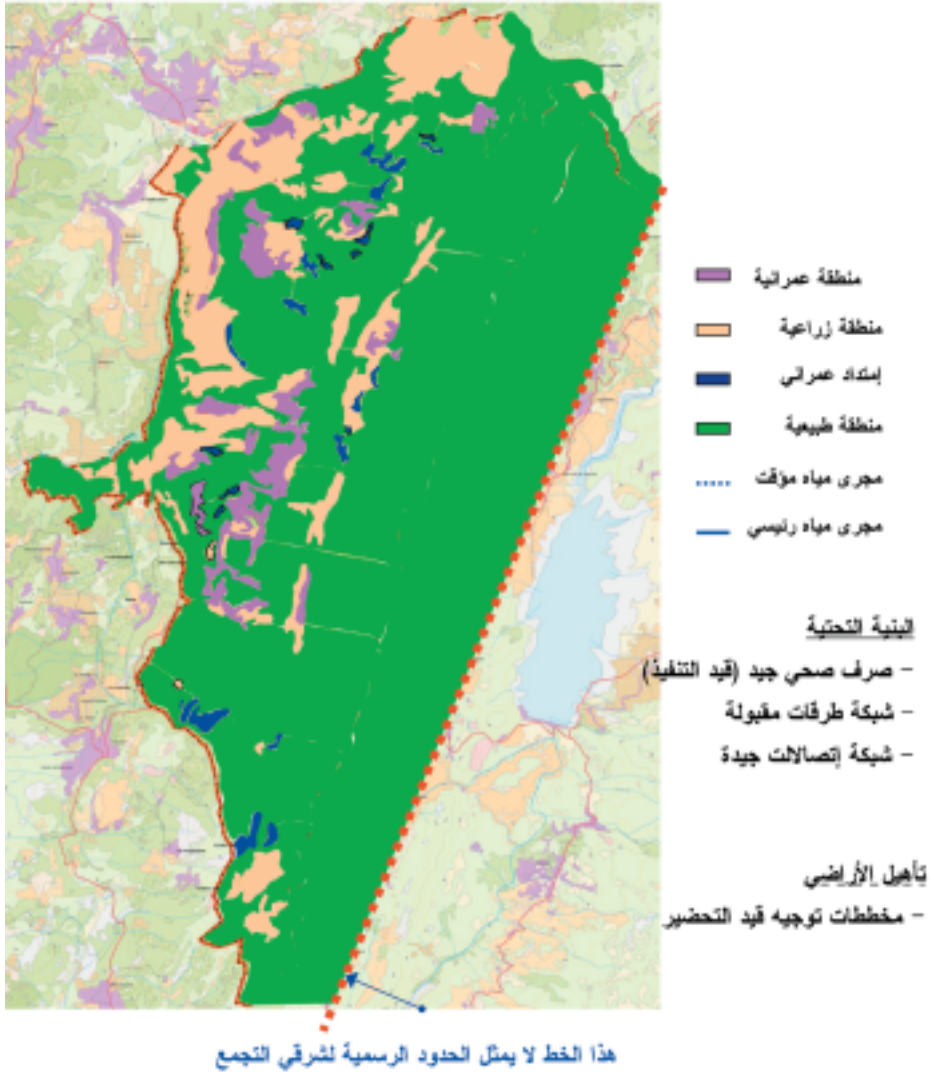 منطقة عمرانية
منطقة زراعية
إمتداد عمراني
منطقة طبيعية
مجرى مياه مؤقت
مجرى مياه رئيسي
البنية التحتية
- صرف صحي جيد (قيد التنفيذ)
- شبكة طرقات مقبولة
- شبكة إتصالات جيدة
تأهيل الأراضي
- مخططات توجيه قيد التحضير
هذا الخط لا يمثل الحدود الرسمية لشرقي التجمع